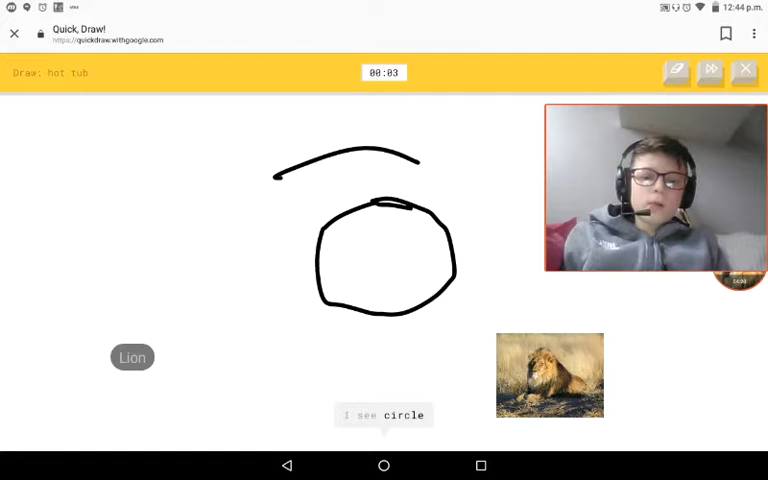 12:44 p.m.
Quick, Draw!
https://quickdraw.withgoogle.com
Draw: hot tub
00:03
Lion
I see circle